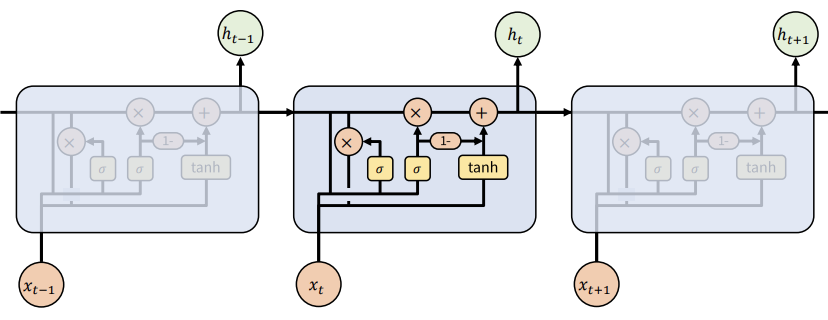 h_{t-1} h_t h_{t+1}
× + × + × +
× 1- × 1- × 1-
σ σ tanh σ σ tanh σ σ tanh
x_{t-1} x_t x_{t+1}